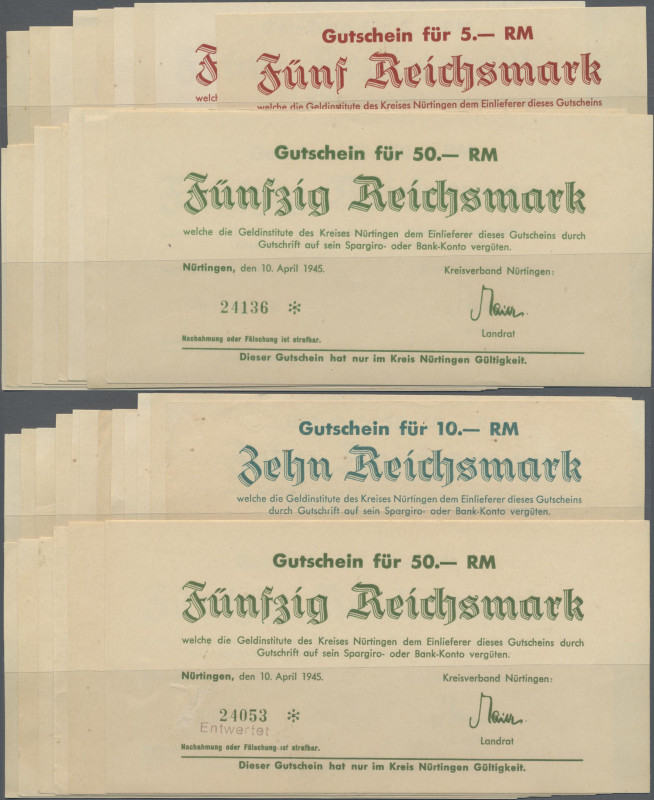 Gutschein für 5.— RM
F
Fünf Reichsmark
welch
welche die Geldinstitute des Kreises Nürtingen dem Einlieferer dieses Gutscheins
Gutschein für 50.— RM
Fünfzig Reichsmark
welche die Geldinstitute des Kreises Nürtingen dem Einlieferer dieses Gutscheins durch
Gutschrift auf sein Spargiro- oder Bank-Konto vergüten.
Nürtingen, den 10. April 1945. Kreisverband Nürtingen:
24136 * Maier
Landrat
Nachahmung oder Fälschung ist strafbar.
Dieser Gutschein hat nur im Kreis Nürtingen Gültigkeit.
Gutschein für 10.— RM
Zehn Reichsmark
welche die Geldinstitute des Kreises Nürtingen dem Einlieferer dieses Gutscheins
durch Gutschrift auf sein Spargiro- oder Bank-Konto vergüten.
Gutschein für 50.— RM
Fünfzig Reichsmark
welche die Geldinstitute des Kreises Nürtingen dem Einlieferer dieses Gutscheins durch
Gutschrift auf sein Spargiro- oder Bank-Konto vergüten.
Nürtingen, den 10. April 1945. Kreisverband Nürtingen:
24053 * Maier
Entwertet
Landrat
Nachahmung oder Fälschung ist strafbar.
Dieser Gutschein hat nur im Kreis Nürtingen Gültigkeit.